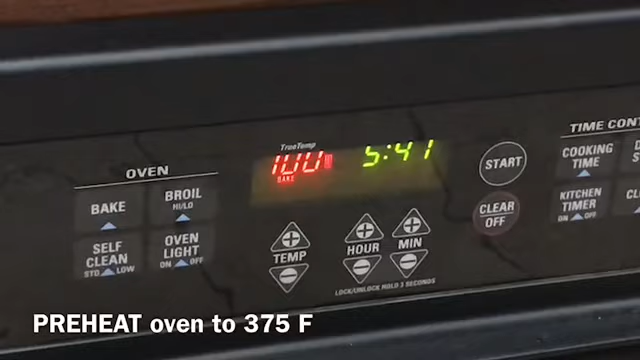 TIME CONT
TrueTemp
100 5:41
BAKE
OVEN
START
COOKING
TIME
BAKE
BROIL
HI/LO
CLEAR
OFF
KITCHEN
TIMER
ON OFF
SELF
CLEAN
STD LOW
OVEN
LIGHT
ON OFF
TEMP
HOUR
MIN
LOCK/UNLOCK HOLD 3 SECONDS
PREHEAT oven to 375 F